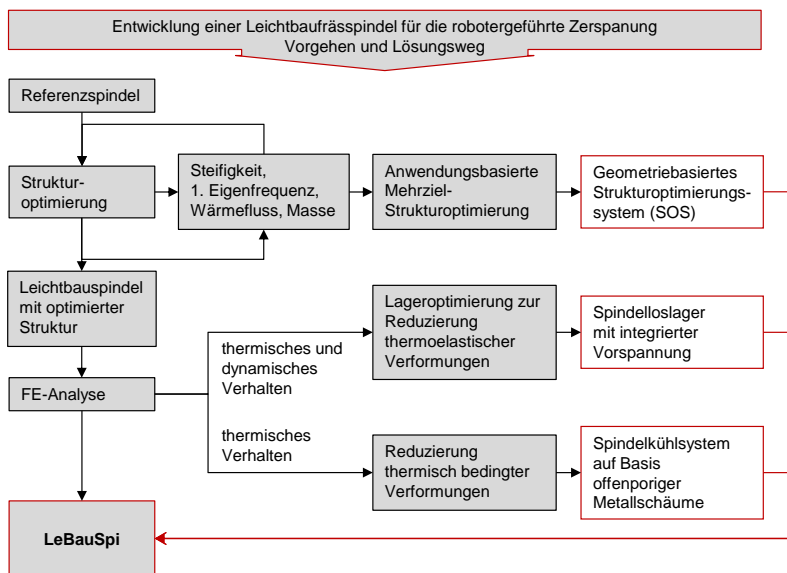 Entwicklung einer Leichtbaufrässpindel für die robotergeführte Zerspanung
Vorgehen und Lösungsweg
Referenzspindel
Struktur-
optimierung
Steifigkeit,
1. Eigenfrequenz,
Wärmefluss, Masse
Anwendungsbasierte
Mehrziel-
Strukturoptimierung
Geometriebasiertes
Strukturoptimierungs-
system (SOS)
Leichtbauspindel
mit optimierter
Struktur
Lageroptimierung zur
Reduzierung
thermoelastischer
Verformungen
Spindelloslager
mit integrierter
Vorspannung
thermisches und
dynamisches
Verhalten
FE-Analyse
thermisches
Verhalten
Reduzierung
thermisch bedingter
Verformungen
Spindelkühlsystem
auf Basis
offenporiger
Metallschäume
LeBauSpi